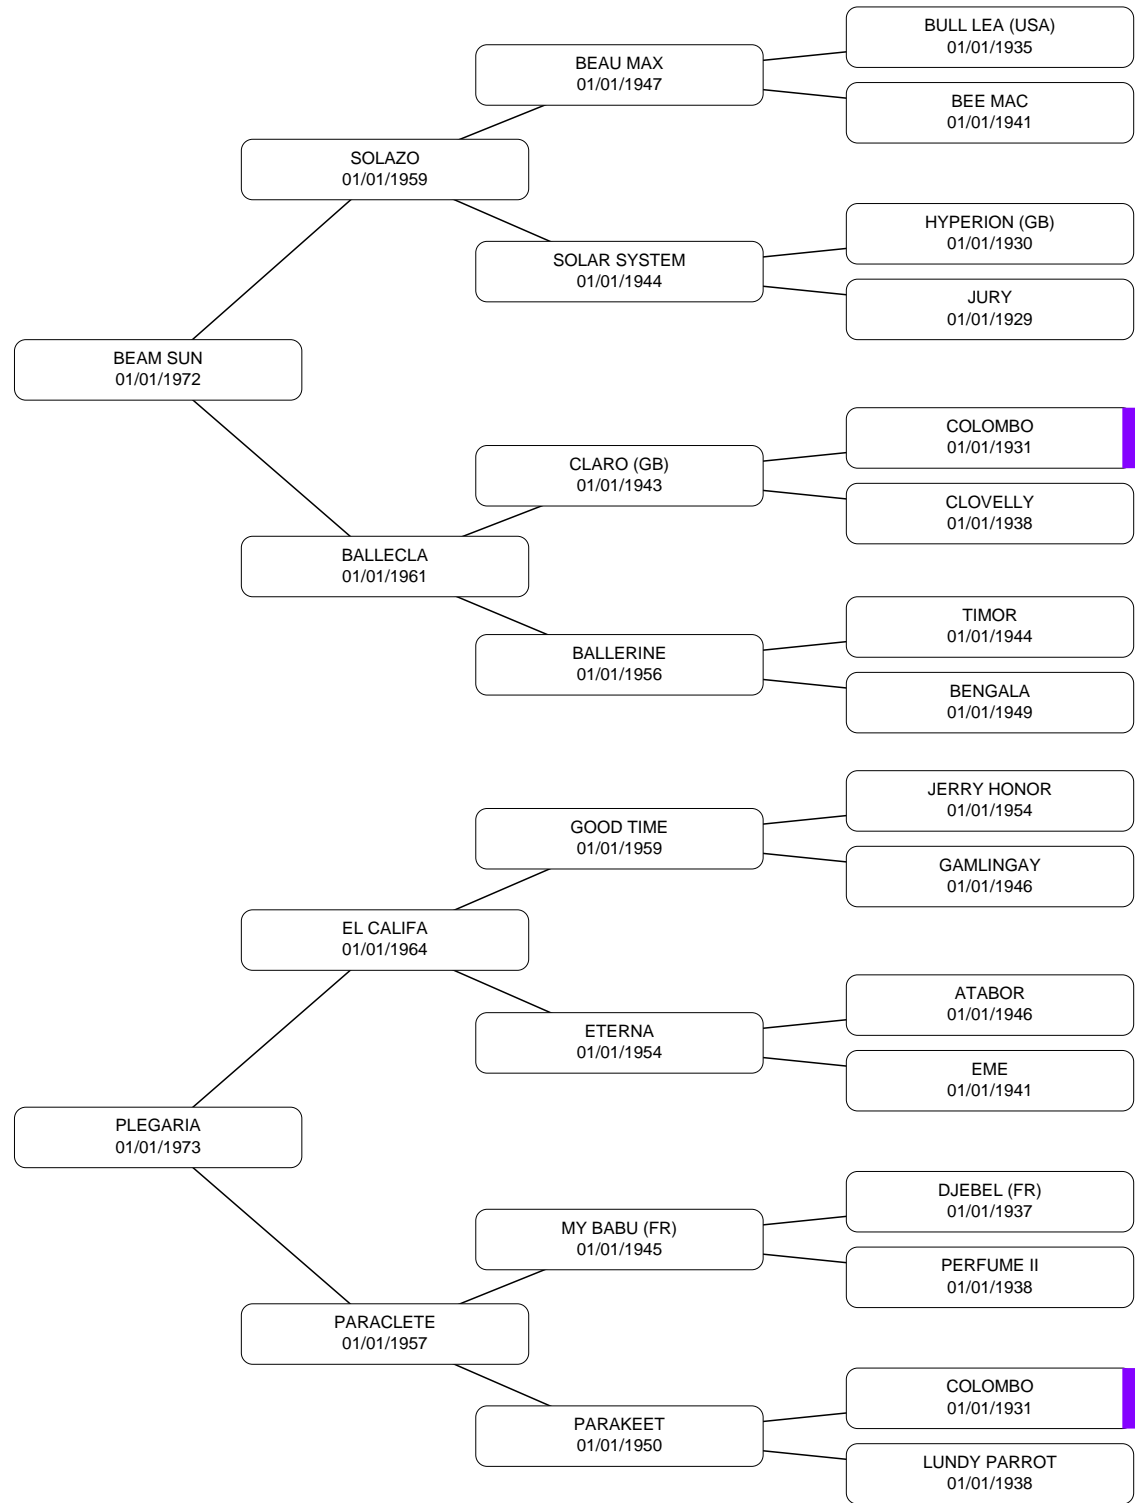 BULL LEA (USA)
01/01/1935
BEAU MAX
01/01/1947
BEE MAC
01/01/1941
SOLAZO
01/01/1959
HYPERION (GB)
01/01/1930
SOLAR SYSTEM
01/01/1944
JURY
01/01/1929
BEAM SUN
01/01/1972
COLOMBO
01/01/1931
CLARO (GB)
01/01/1943
CLOVELLY
01/01/1938
BALLECLA
01/01/1961
TIMOR
01/01/1944
BALLERINE
01/01/1956
BENGALA
01/01/1949
JERRY HONOR
01/01/1954
GOOD TIME
01/01/1959
GAMLINGAY
01/01/1946
EL CALIFA
01/01/1964
ATABOR
01/01/1946
ETERNA
01/01/1954
EME
01/01/1941
PLEGARIA
01/01/1973
DJEBEL (FR)
01/01/1937
MY BABU (FR)
01/01/1945
PERFUME II
01/01/1938
PARACLETE
01/01/1957
COLOMBO
01/01/1931
PARAKEET
01/01/1950
LUNDY PARROT
01/01/1938